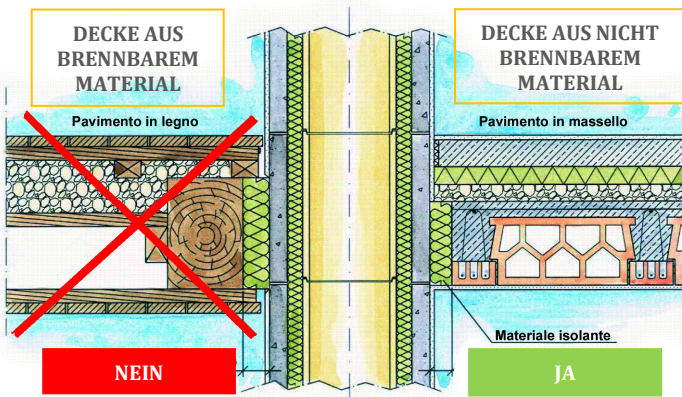 DECKE AUS
BRENNBAREM
MATERIAL
DECKE AUS NICHT
BRENNBAREM
MATERIAL
Pavimento in legno
Pavimento in massello
Materiale isolante
NEIN
JA